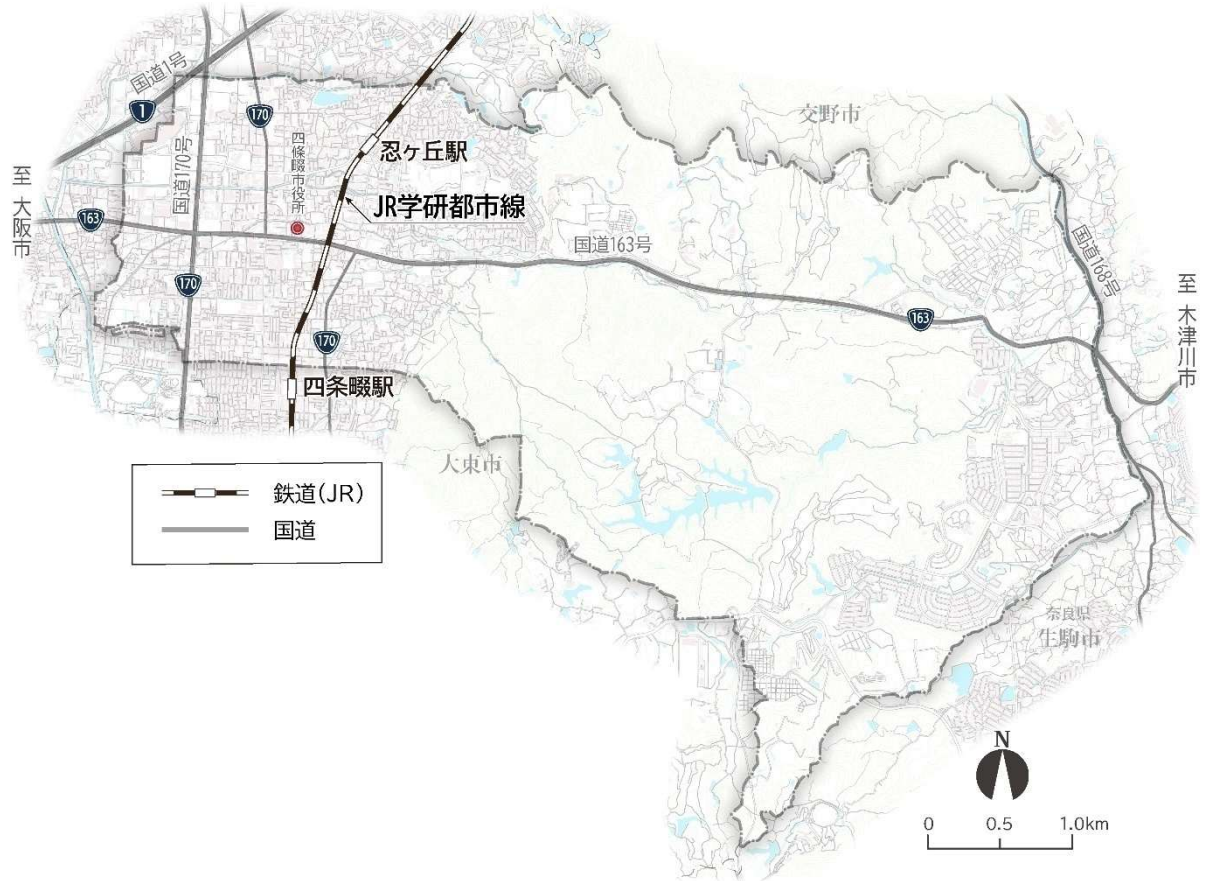 国道1号
1
170
国道170号
四條畷市役所
忍ケ丘駅
JR学研都市線
交野市
至 大阪市
163
国道163号
国道168号
至 木津川市
163
170
170
四条畷駅
大東市
鉄道(JR)
国道
奈良県
生駒市
N
0 0.5 1.0km